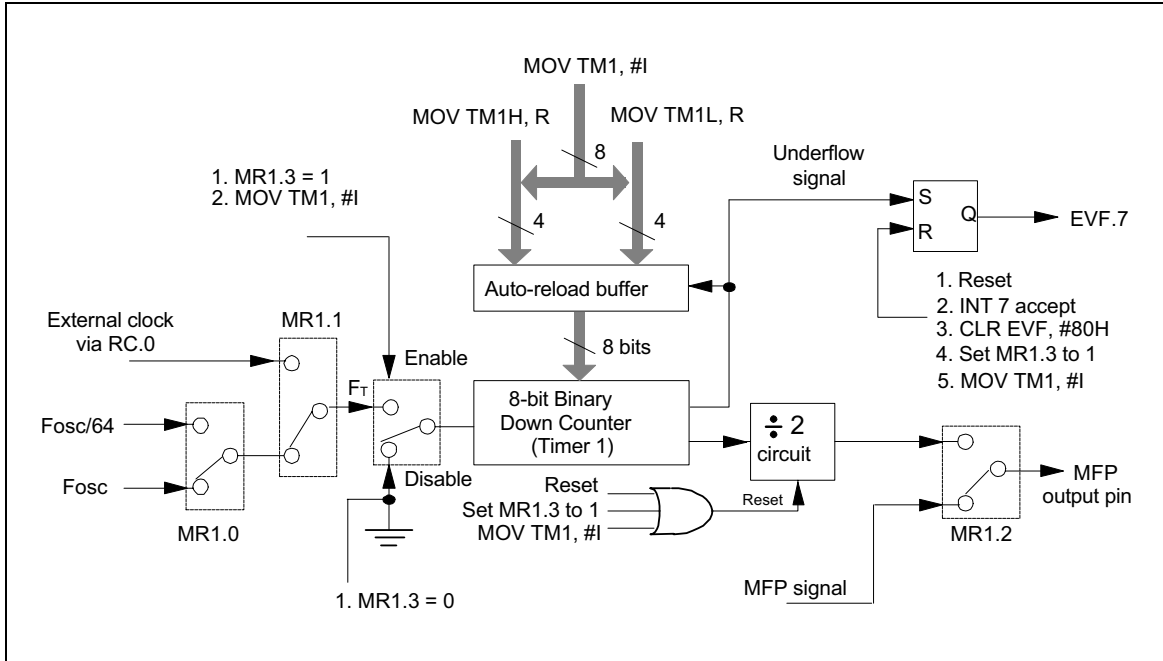 MOV TM1, #I
MOV TM1H, R
MOV TM1L, R
8
4
4
1. MR1.3 = 1
2. MOV TM1, #I
Underflow
signal
S
Q
R
EVF.7
Auto-reload buffer
1. Reset
2. INT 7 accept
3. CLR EVF, #80H
4. Set MR1.3 to 1
5. MOV TM1, #I
External clock
via RC.0
MR1.1
Enable
8 bits
FT
8-bit Binary
Down Counter
(Timer 1)
÷ 2
circuit
Fosc/64
Fosc
MR1.0
Disable
Reset
Set MR1.3 to 1
MOV TM1, #I
Reset
MFP
output pin
MR1.2
MFP signal
1. MR1.3 = 0